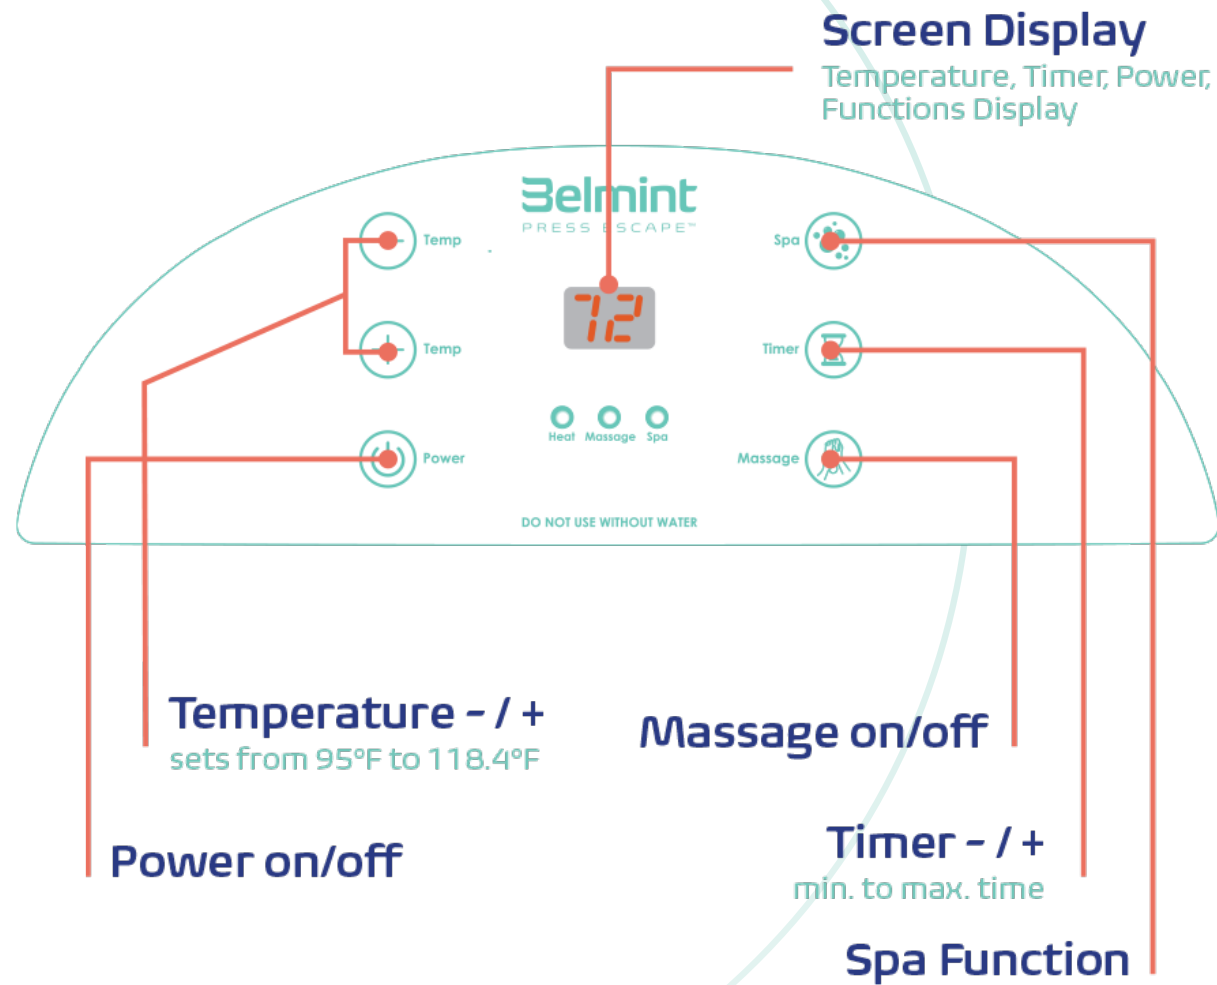 Screen Display
Temperature, Timer, Power,
Functions Display
Belmint
PRESS ESCAPE™
Temp
Spa
72
Temp
Timer
Heat Massage Spa
Power
Massage
DO NOT USE WITHOUT WATER
Temperature - / +
sets from 95ºF to 118.4ºF
Massage on/off
Power on/off
Timer - / +
min. to max. time
Spa Function